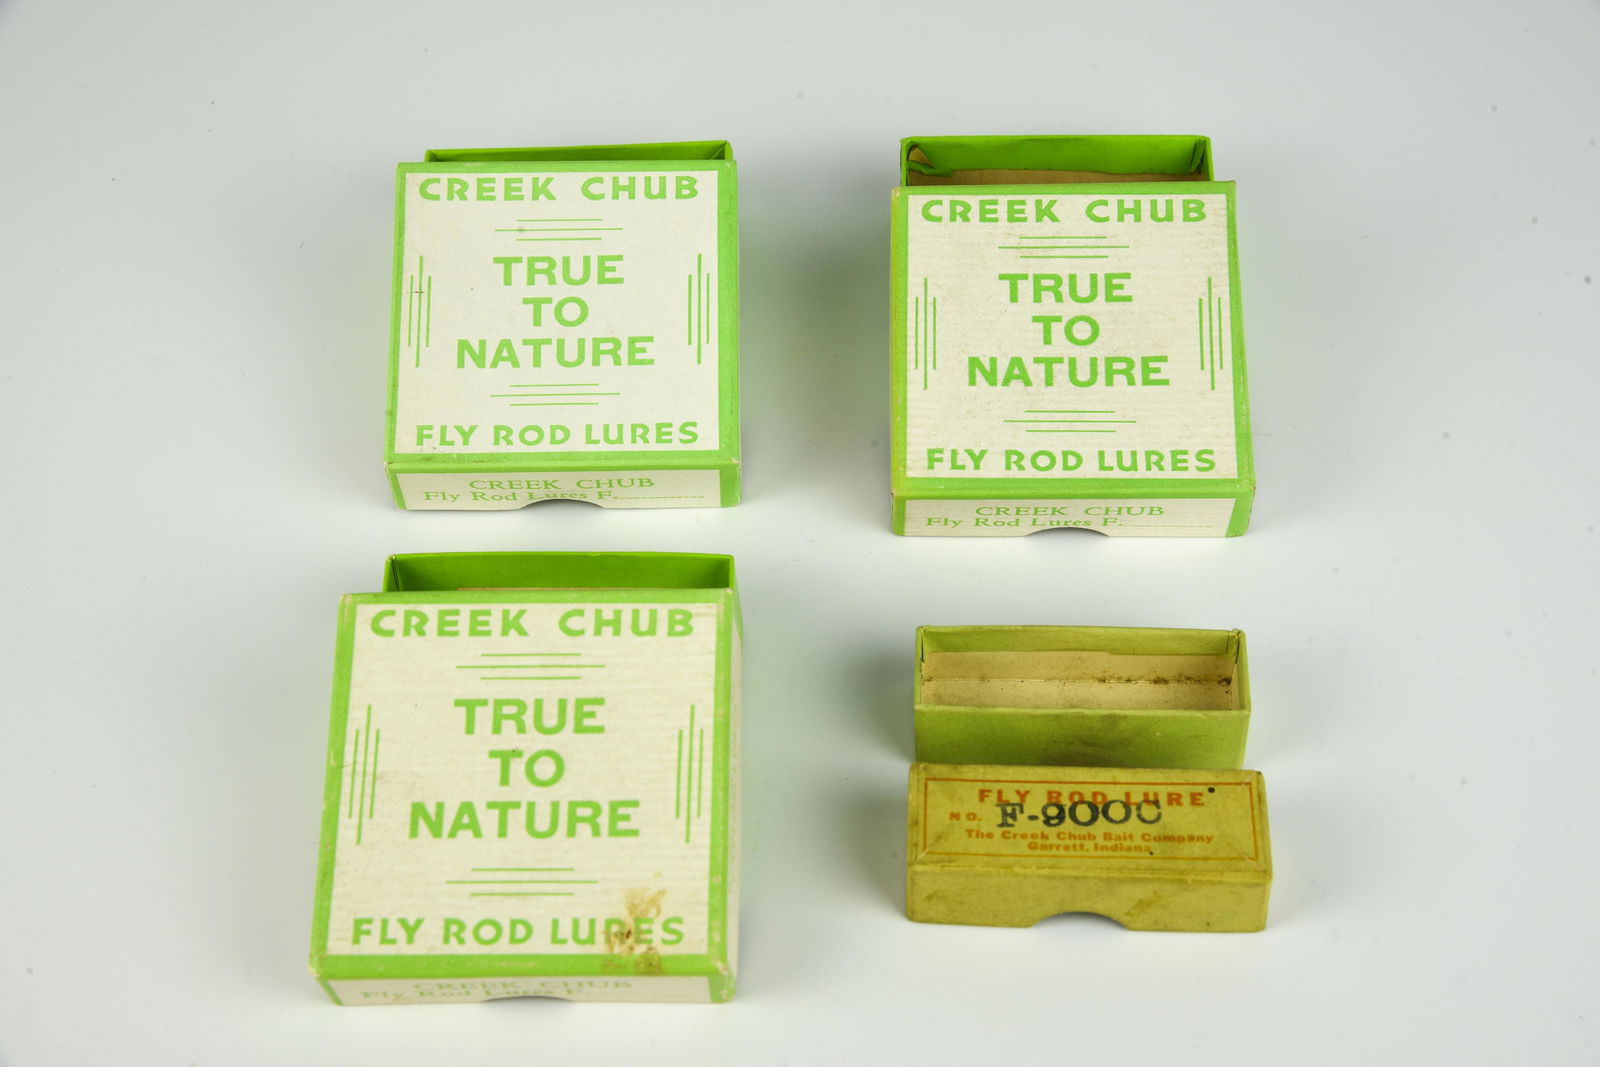 CREEK CHUB
TRUE
TO
NATURE
FLY ROD LURES
CREEK CHUB
Fly Rod Lures F.
CREEK CHUB
TRUE
TO
NATURE
FLY ROD LURES
CREEK CHUB
Fly Rod Lures F.
CREEK CHUB
TRUE
TO
NATURE
FLY ROD LURES
CREEK CHUB
Fly Rod Lures F.
FLY ROD LURE
NO. F-900C
The Creek Chub Bait Company
Garrett, Indiana